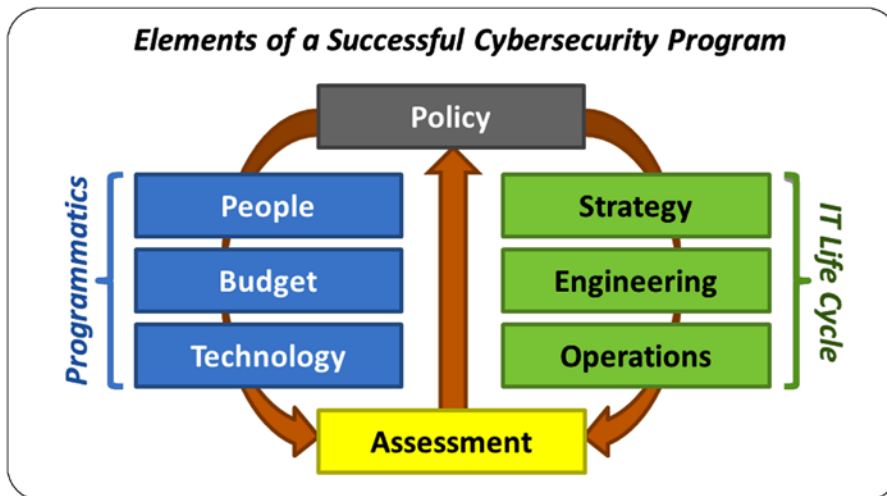 Elements of a Successful Cybersecurity Program
Policy
Programmatics
People
Budget
Technology
Strategy
Engineering
Operations
IT Life Cycle
Assessment